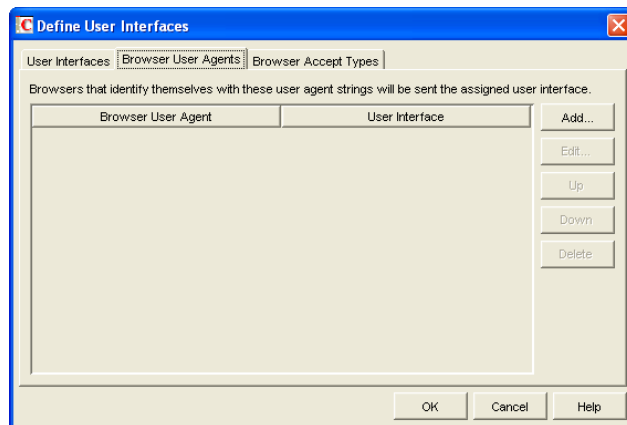 Define User Interfaces
User Interfaces Browser User Agents Browser Accept Types
Browsers that identify themselves with these user agent strings will be sent the assigned user interface.
Browser User Agent User Interface
Add...
Edit...
Up
Down
Delete
OK Cancel Help